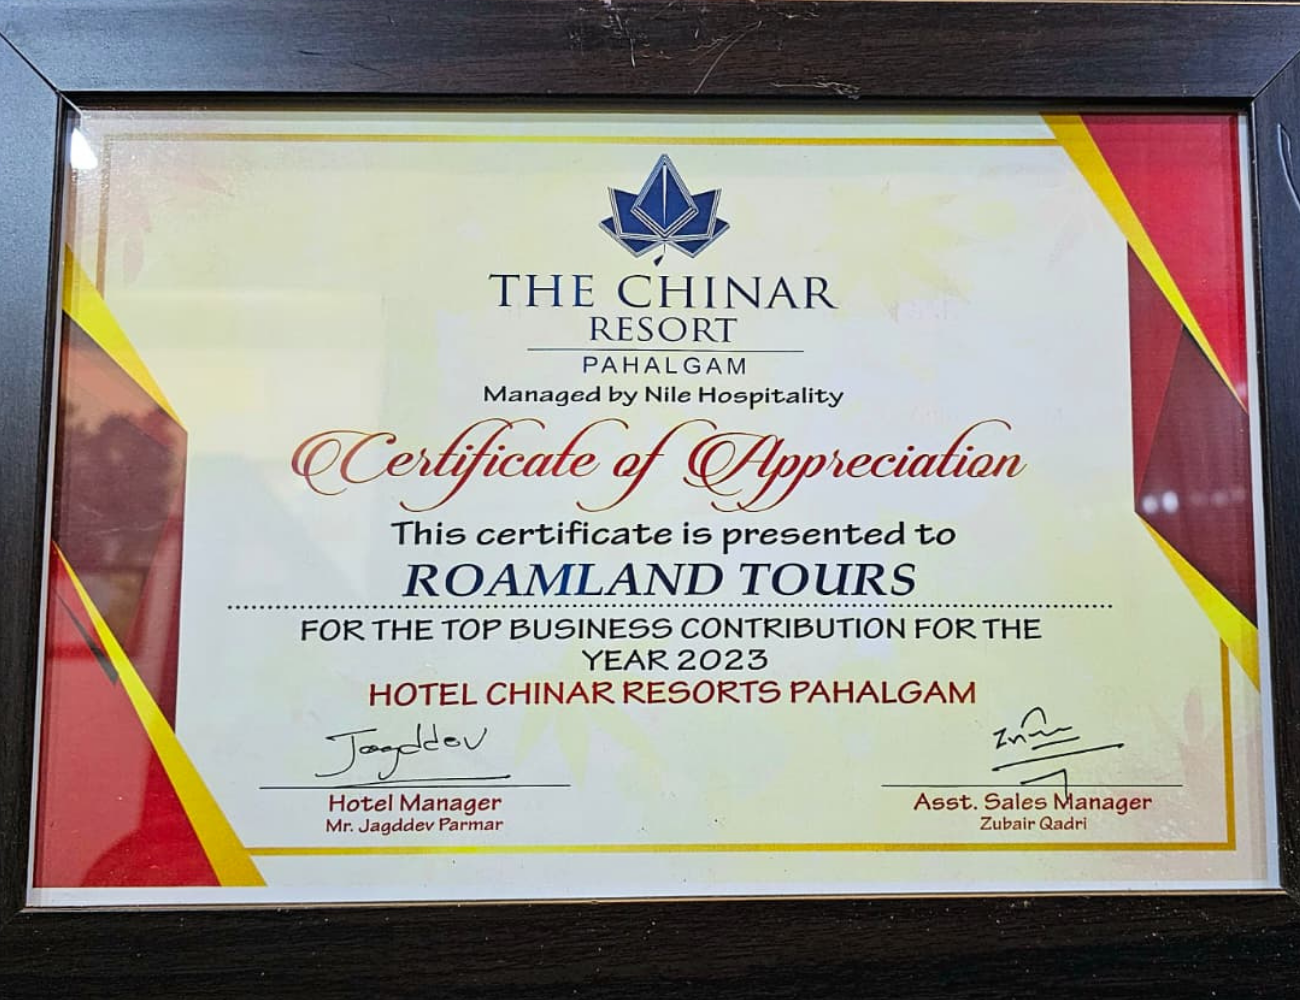 THE CHINAR
RESORT
PAHALGAM
Managed by Nile Hospitality
Certificate of Appreciation
This certificate is presented to
ROAMLAND TOURS
FOR THE TOP BUSINESS CONTRIBUTION FOR THE
YEAR 2023
HOTEL CHINAR RESORTS PAHALGAM
Jagddev
Hotel Manager
Mr. Jagddev Parmar
Asst. Sales Manager
Zubair Qadri